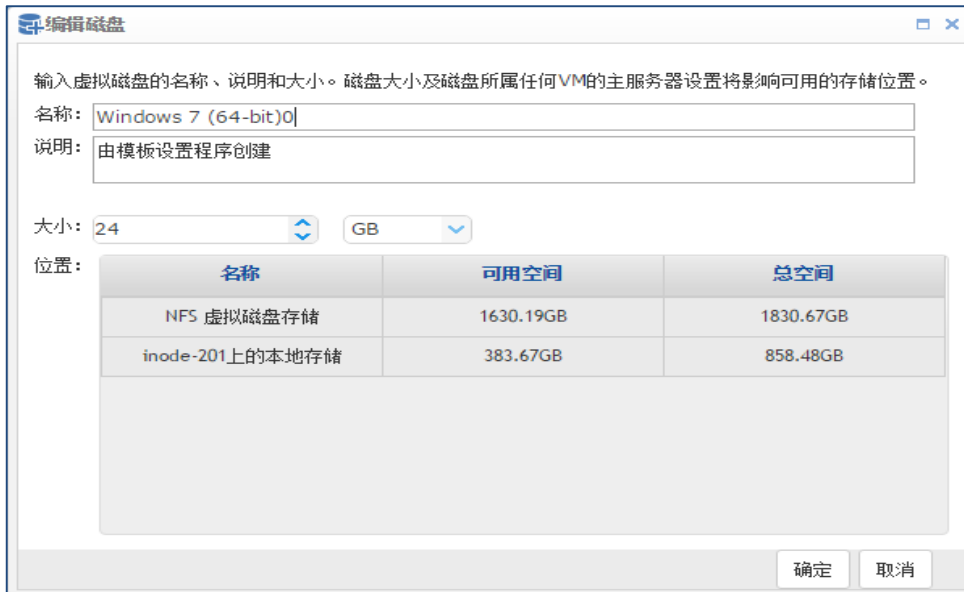 编辑磁盘
输入虚拟磁盘的名称、说明和大小。磁盘大小及磁盘所属任何VM的主服务器设置将影响可用的存储位置。
名称: Windows 7 (64-bit)0
说明: 由模板设置程序创建
大小: 24 GB
位置:
名称 可用空间 总空间
NFS 虚拟磁盘存储 1630.19GB 1830.67GB
inode-201上的本地存储 383.67GB 858.48GB
确定 取消